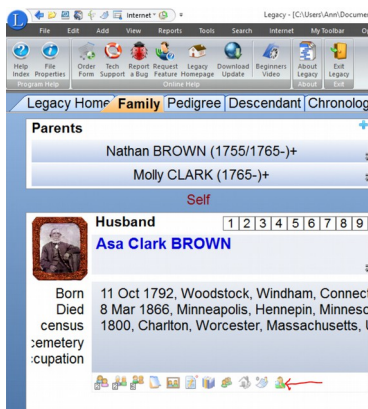 L Internet Legacy - [C:\Users\Ann\Docume
File Edit Add View Reports Tools Search Internet My Toolbar Op
Help Index File Properties Order Form Tech Support Report a Bug Request Feature Legacy Homepage Download Update Beginners Video About Legacy Exit Legacy
Program Help Online Help About Exit
Legacy Home Family Pedigree Descendant Chronolog
Parents
Nathan BROWN (1755/1765-)+
Molly CLARK (1765-)+
Self
Husband 1 2 3 4 5 6 7 8 9
Asa Clark BROWN
Born 11 Oct 1792, Woodstock, Windham, Connect
Died 8 Mar 1866, Minneapolis, Hennepin, Minneso
census 1800, Charlton, Worcester, Massachusetts, U
cemetery
ccupation